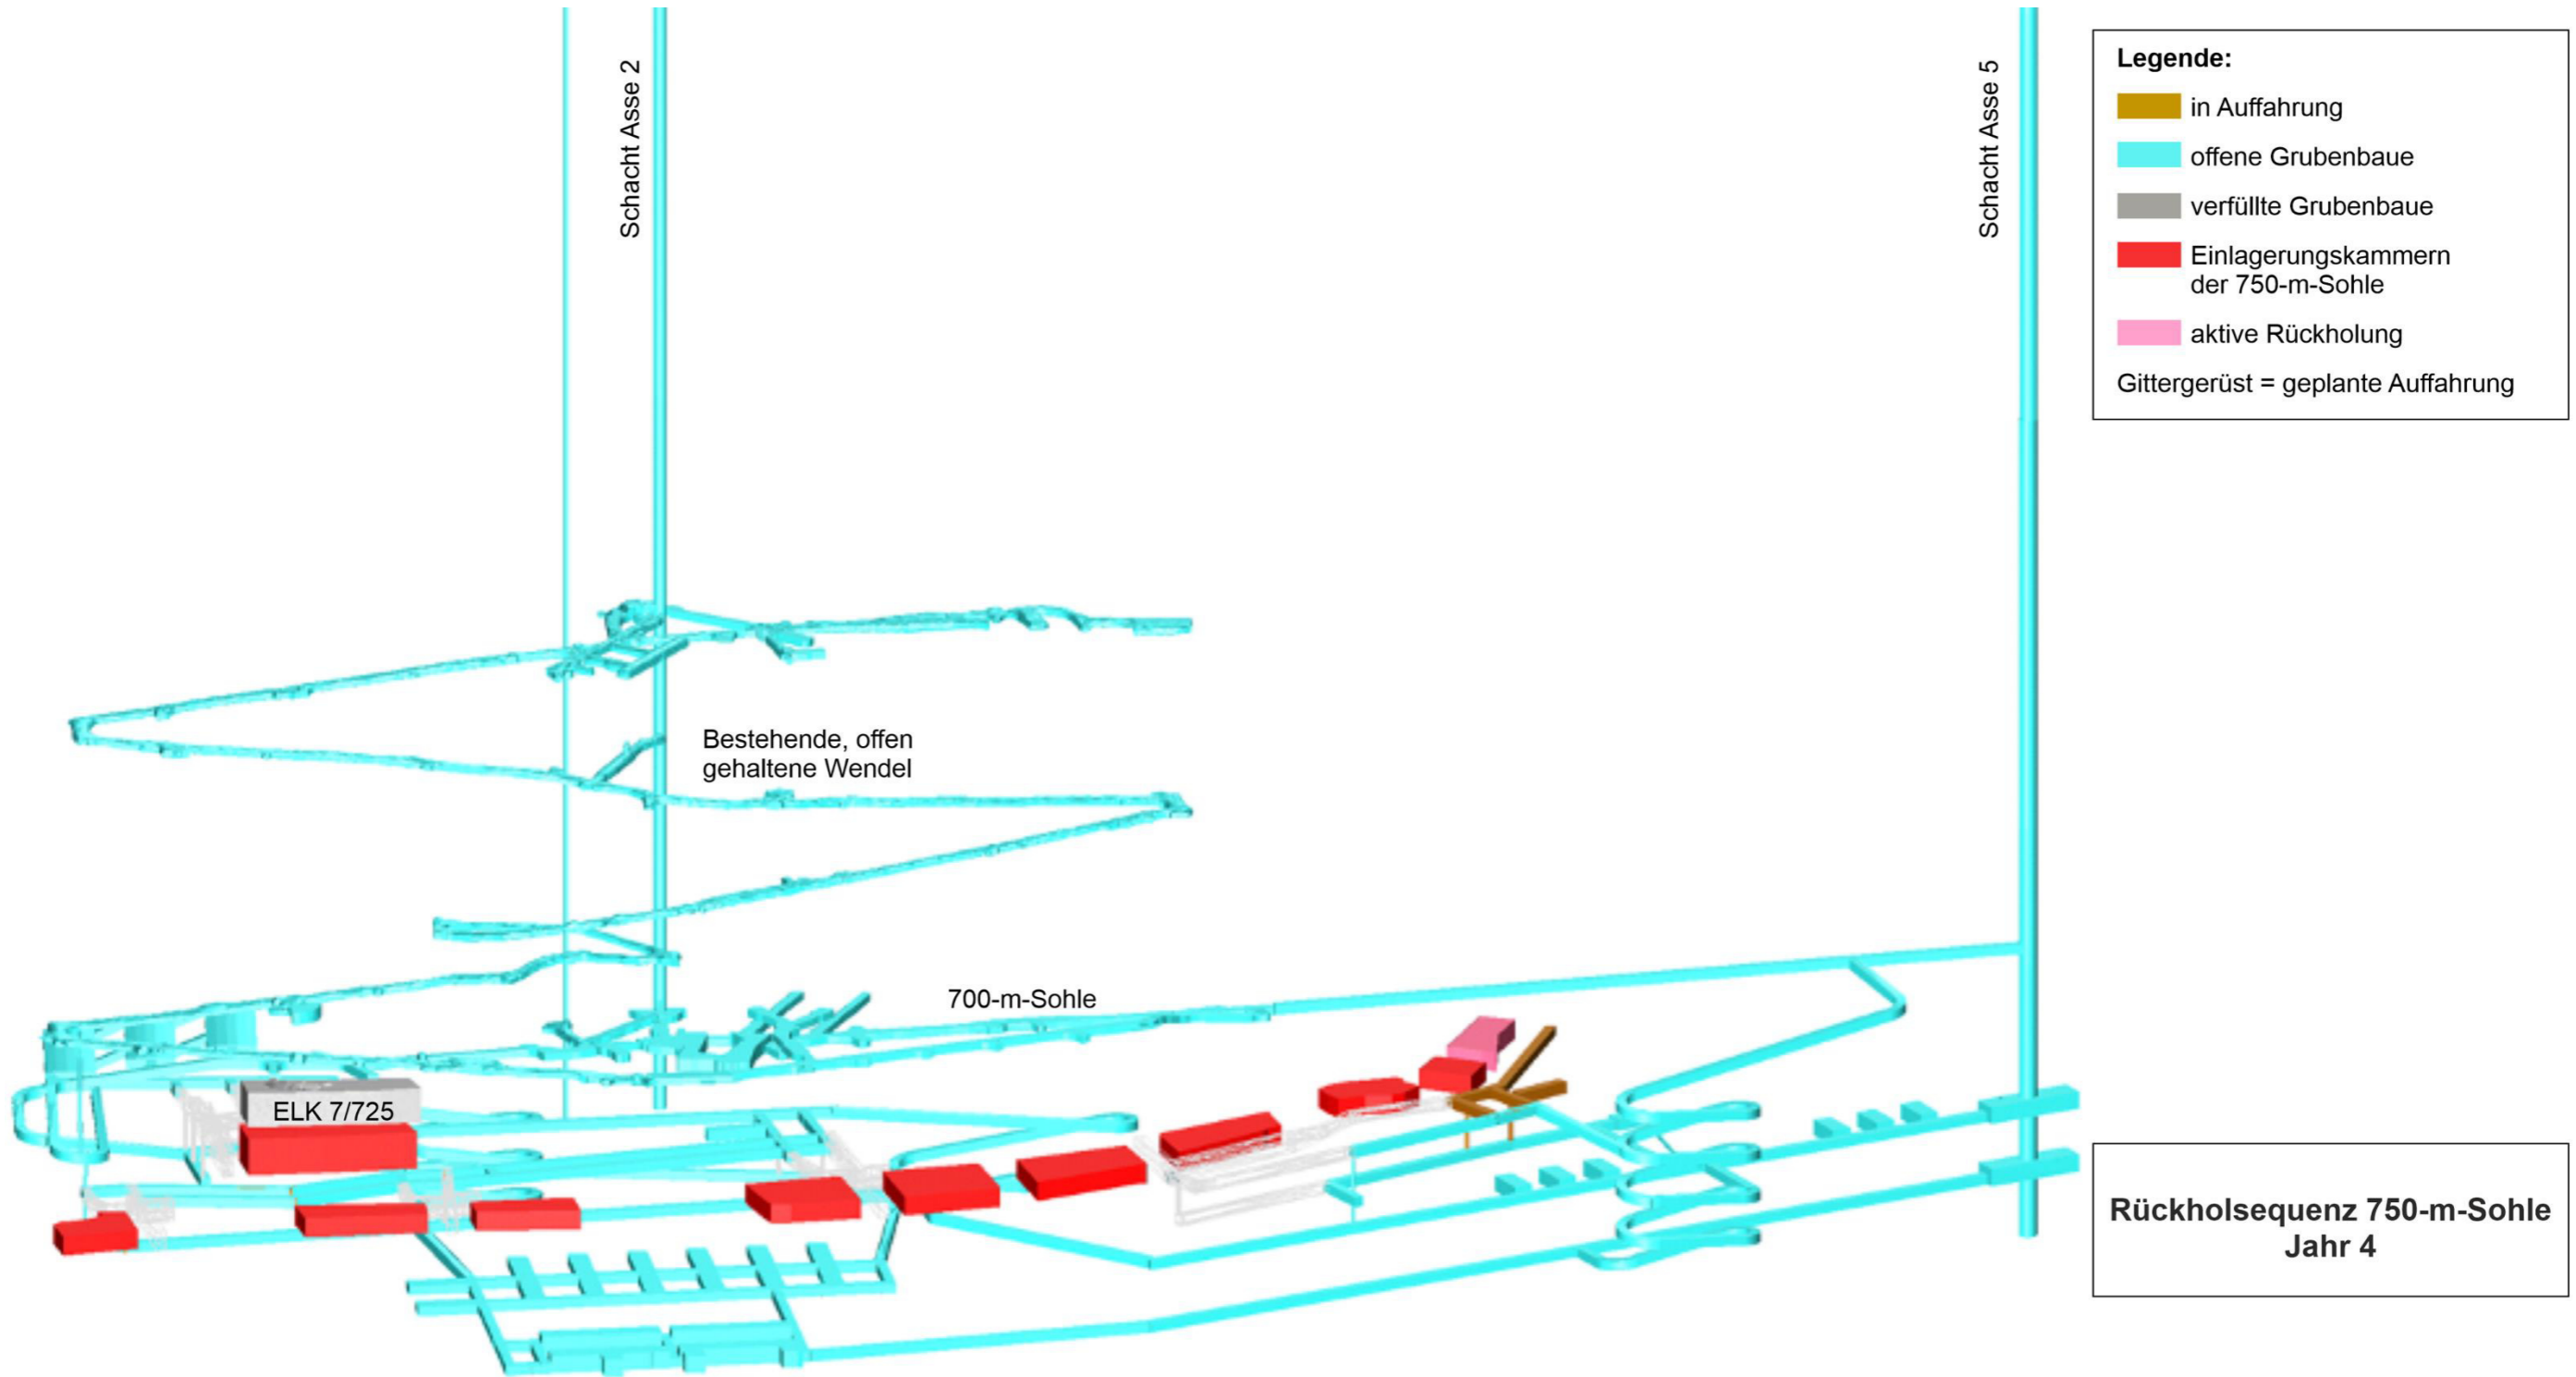 Schacht Asse 2
Schacht Asse 5
Legende:
in Auffahrung
offene Grubenbaue
verfüllte Grubenbaue
Einlagerungskammern
der 750-m-Sohle
aktive Rückholung
Gittergerüst = geplante Auffahrung
Bestehende, offen
gehaltene Wendel
700-m-Sohle
ELK 7/725
Rückholsequenz 750-m-Sohle
Jahr 4